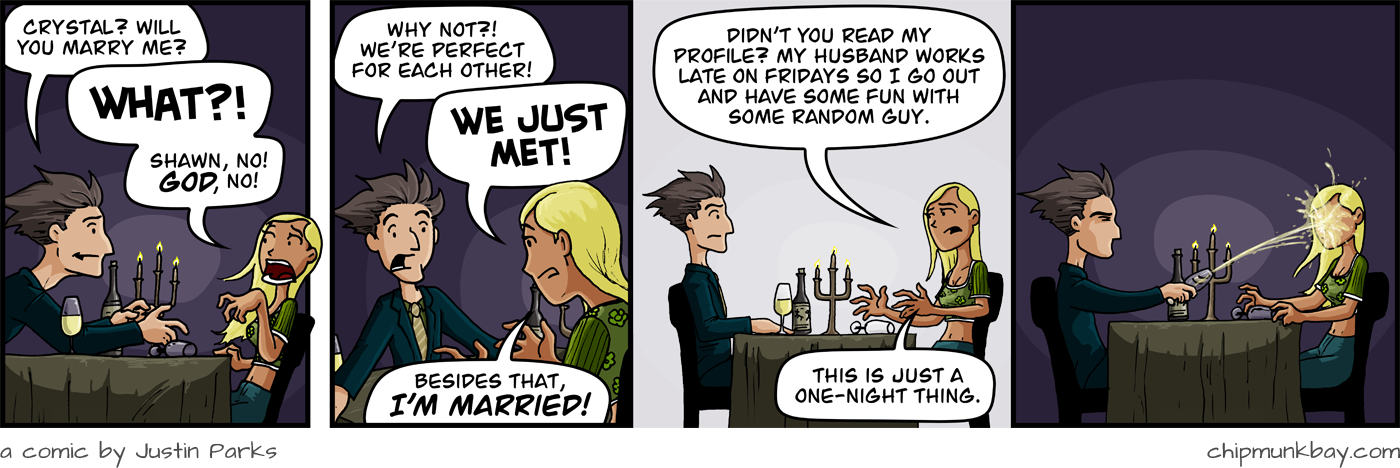 CRYSTAL? WILL
YOU MARRY ME?
WHAT?!
SHAWN, NO!
GOD, NO!
WHY NOT?!
WE'RE PERFECT
FOR EACH OTHER!
WE JUST
MET!
BESIDES THAT,
I'M MARRIED!
DIDN'T YOU READ MY
PROFILE? MY HUSBAND WORKS
LATE ON FRIDAYS SO I GO OUT
AND HAVE SOME FUN WITH
SOME RANDOM GUY.
THIS IS JUST A
ONE-NIGHT THING.
a comic by Justin Parks
chipmunkbay.com